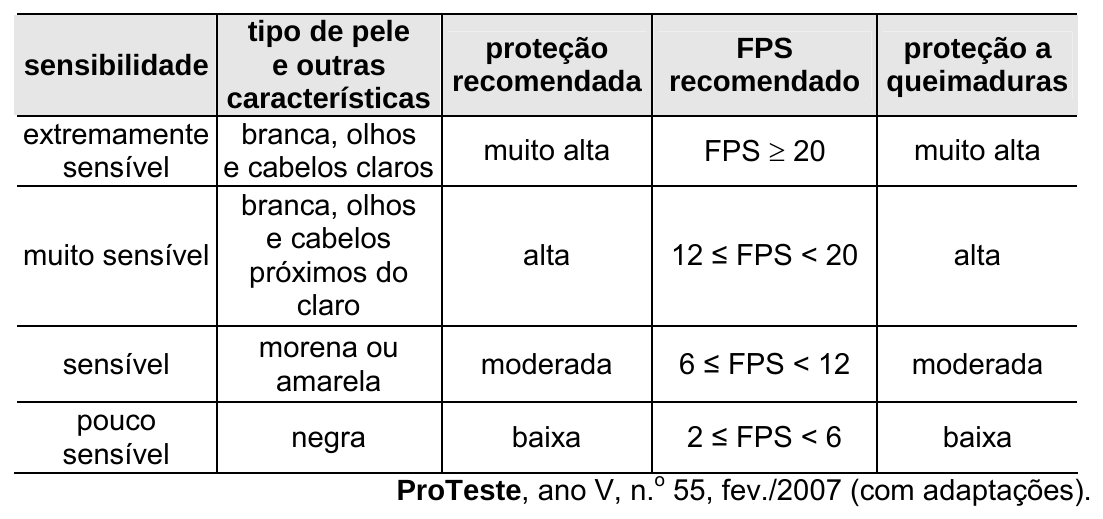 sensibilidade
tipo de pele
e outras
características
proteção
recomendada
FPS
recomendado
proteção a
queimaduras
extremamente
sensível
branca, olhos
e cabelos claros
muito alta
FPS ≥ 20
muito alta
muito sensível
branca, olhos
e cabelos
próximos do
claro
alta
12 ≤ FPS < 20
alta
sensível
morena ou
amarela
moderada
6 ≤ FPS < 12
moderada
pouco
sensível
negra
baixa
2 ≤ FPS < 6
baixa
ProTeste, ano V, n.º 55, fev./2007 (com adaptações).